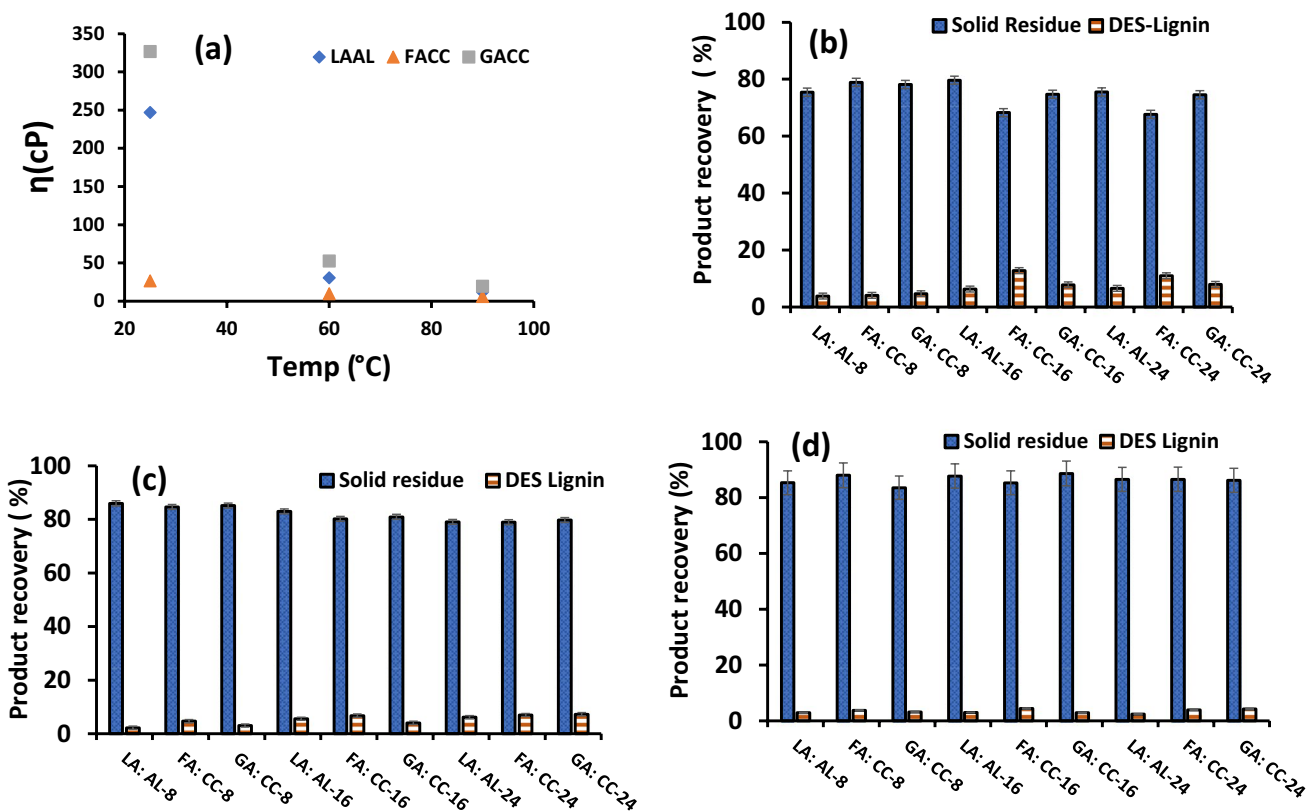 (a)
LAAL FACC GACC
η(cP)
350
300
250
200
150
100
50
0
20 40 60 80 100
Temp (°C)
(b)
Solid Residue DES-Lignin
Product recovery ( %)
100
80
60
40
20
0
LA: AL-8 FA: CC-8 GA: CC-8 LA: AL-16 FA: CC-16 GA: CC-16 LA: AL-24 FA: CC-24 GA: CC-24
(c)
Solid residue DES Lignin
Product recovery ( %)
100
80
60
40
20
0
LA: AL-8 FA: CC-8 GA: CC-8 LA: AL-16 FA: CC-16 GA: CC-16 LA: AL-24 FA: CC-24 GA: CC-24
(d)
Solid residue DES Lignin
Product recovery (%)
100
80
60
40
20
0
LA: AL-8 FA: CC-8 GA: CC-8 LA: AL-16 FA: CC-16 GA: CC-16 LA: AL-24 FA: CC-24 GA: CC-24